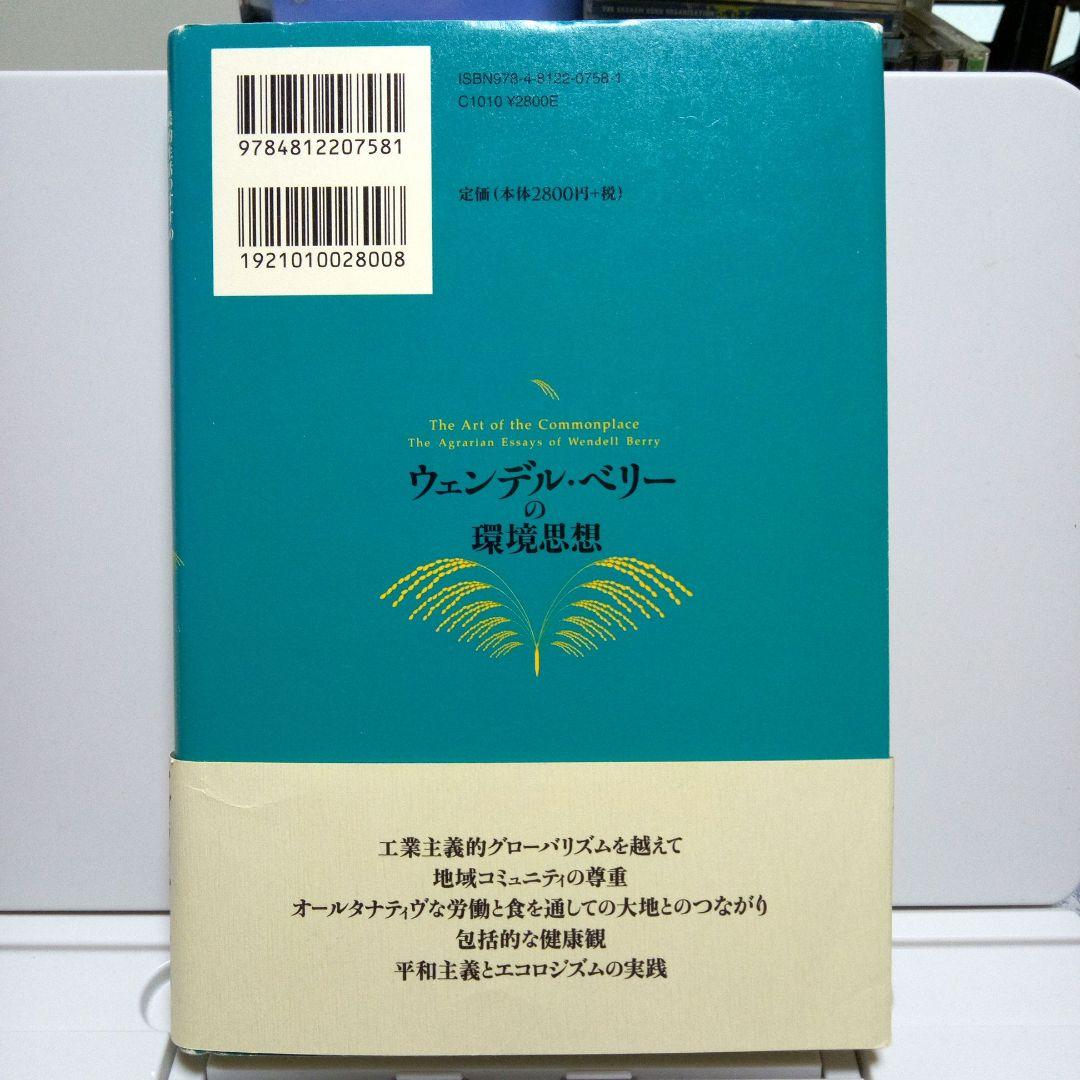 ISBN978-4-8122-0758-1
C1010 ¥2800E
9784812207581
定価(本体2800円+税)
1921010028008
The Art of the Commonplace
The Agrarian Essays of Wendell Berry
ウェンデル・ベリー
の
環境思想
工業主義的グローバリズムを越えて
地域コミュニティの尊重
オールタナティヴな労働と食を通しての大地とのつながり
包括的な健康観
平和主義とエコロジズムの実践